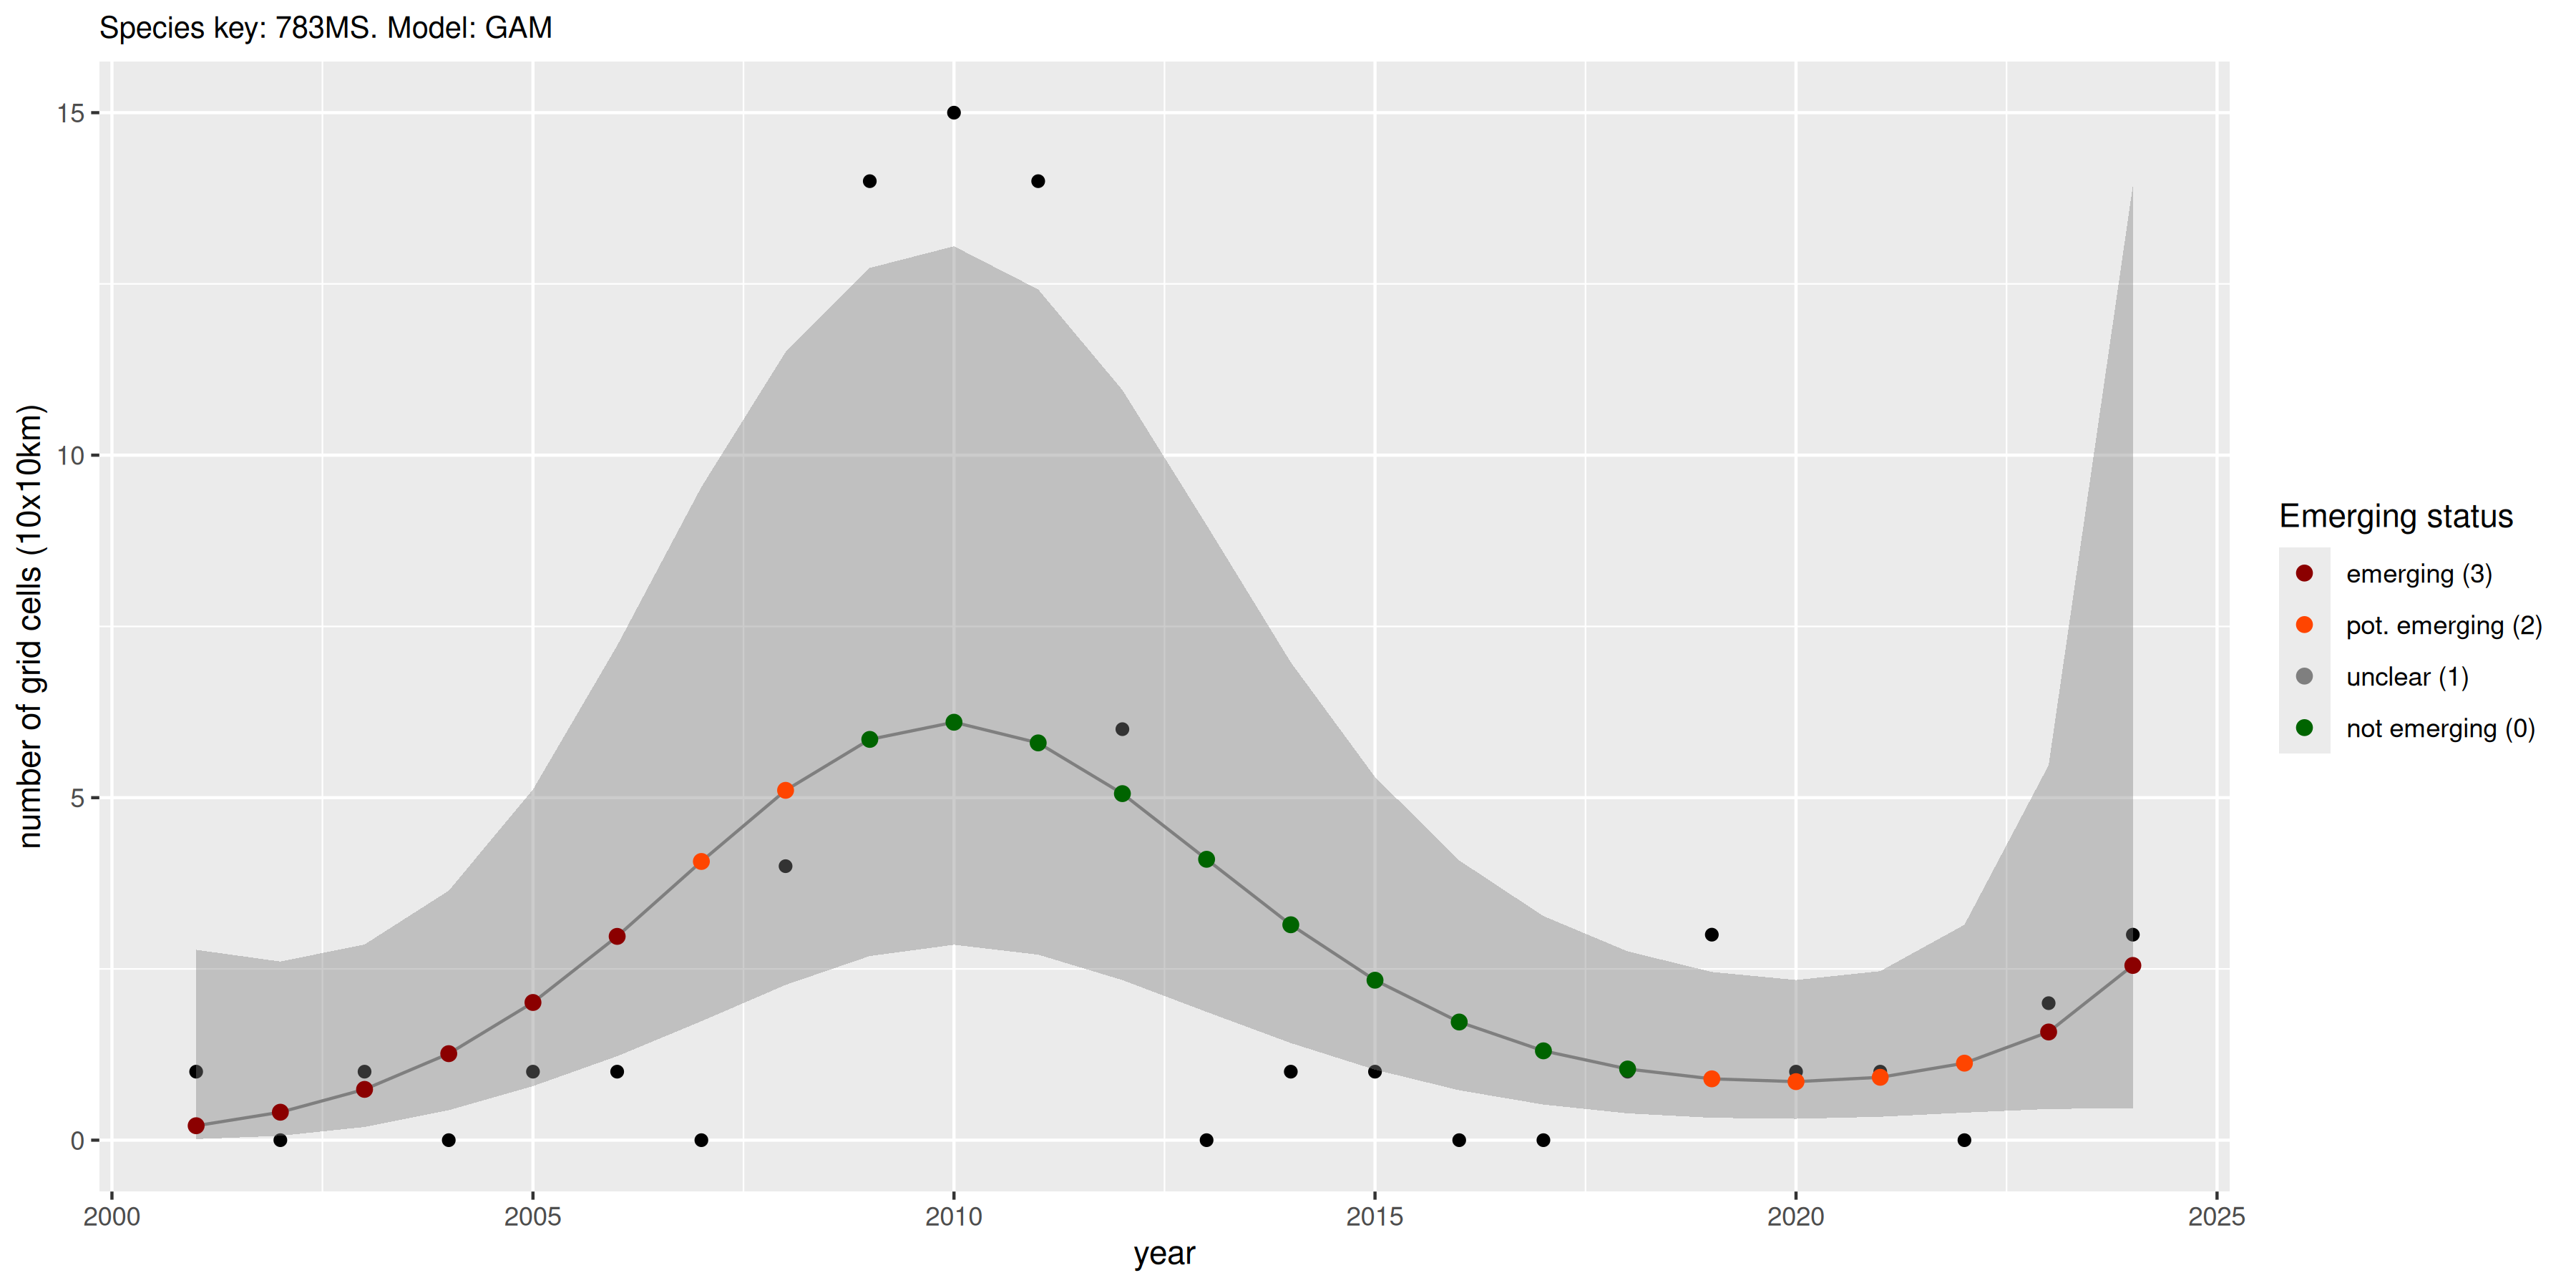 Species key: 783MS. Model: GAM
15
10
5
0
number of grid cells (10x10km)
2000 2005 2010 2015 2020 2025
year
Emerging status
emerging (3)
pot. emerging (2)
unclear (1)
not emerging (0)